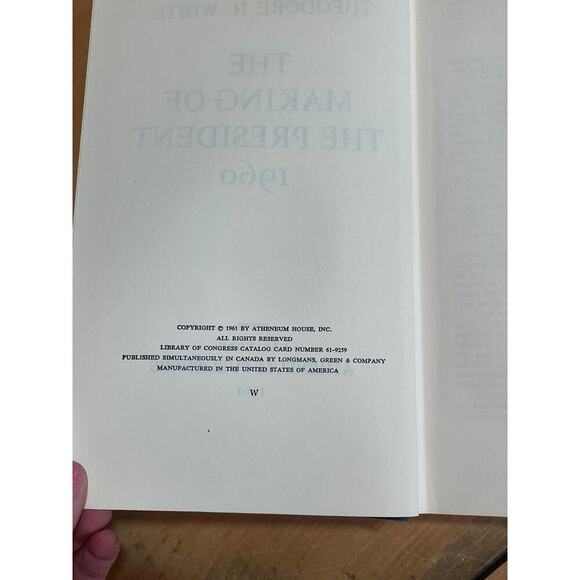 THEODORE H. WHITE
THE
MAKING OF
THE PRESIDENT
1960
COPYRIGHT © 1961 BY ATHENEUM HOUSE, INC.
ALL RIGHTS RESERVED
LIBRARY OF CONGRESS CATALOG CARD NUMBER 61-9259
PUBLISHED SIMULTANEOUSLY IN CANADA BY LONGMANS, GREEN & COMPANY
MANUFACTURED IN THE UNITED STATES OF AMERICA
W